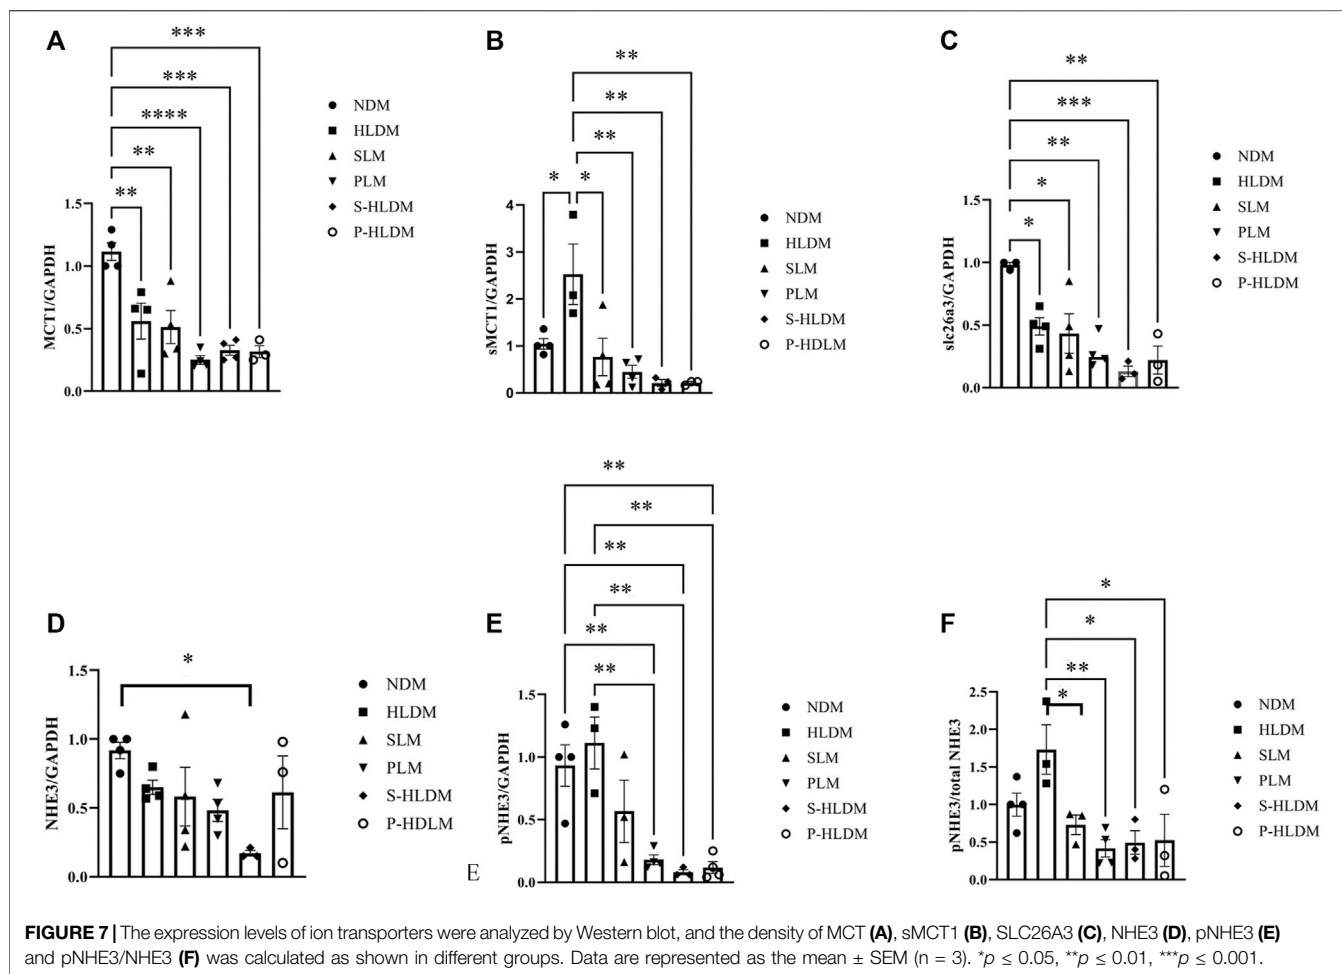 A
***
***
****
**
**
1.5
1.0
0.5
0.0
MCT1/GAPDH
NDM
HLDM
SLM
PLM
S-HLDM
P-HLDM
B
**
**
**
* *
4
3
2
1
0
sMCT1/GAPDH
NDM
HLDM
SLM
PLM
S-HLDM
P-HDLM
C
**
***
**
*
*
1.5
1.0
0.5
0.0
slc26a3/GAPDH
NDM
HLDM
SLM
PLM
S-HLDM
P-HLDM
D
*
1.5
1.0
0.5
0.0
NHE3/GAPDH
NDM
HLDM
SLM
PLM
S-HLDM
P-HDLM
E
**
**
**
**
**
**
1.5
1.0
0.5
0.0
pNHE3/GAPDH
E
NDM
HLDM
SLM
PLM
S-HLDM
P-HLDM
F
*
*
**
*
2.5
2.0
1.5
1.0
0.5
0.0
pNHE3/total NHE3
NDM
HLDM
SLM
PLM
S-HLDM
P-HLDM
FIGURE 7 | The expression levels of ion transporters were analyzed by Western blot, and the density of MCT (A), sMCT1 (B), SLC26A3 (C), NHE3 (D), pNHE3 (E)
and pNHE3/NHE3 (F) was calculated as shown in different groups. Data are represented as the mean ± SEM (n = 3). *p ≤ 0.05, **p ≤ 0.01, ***p ≤ 0.001.